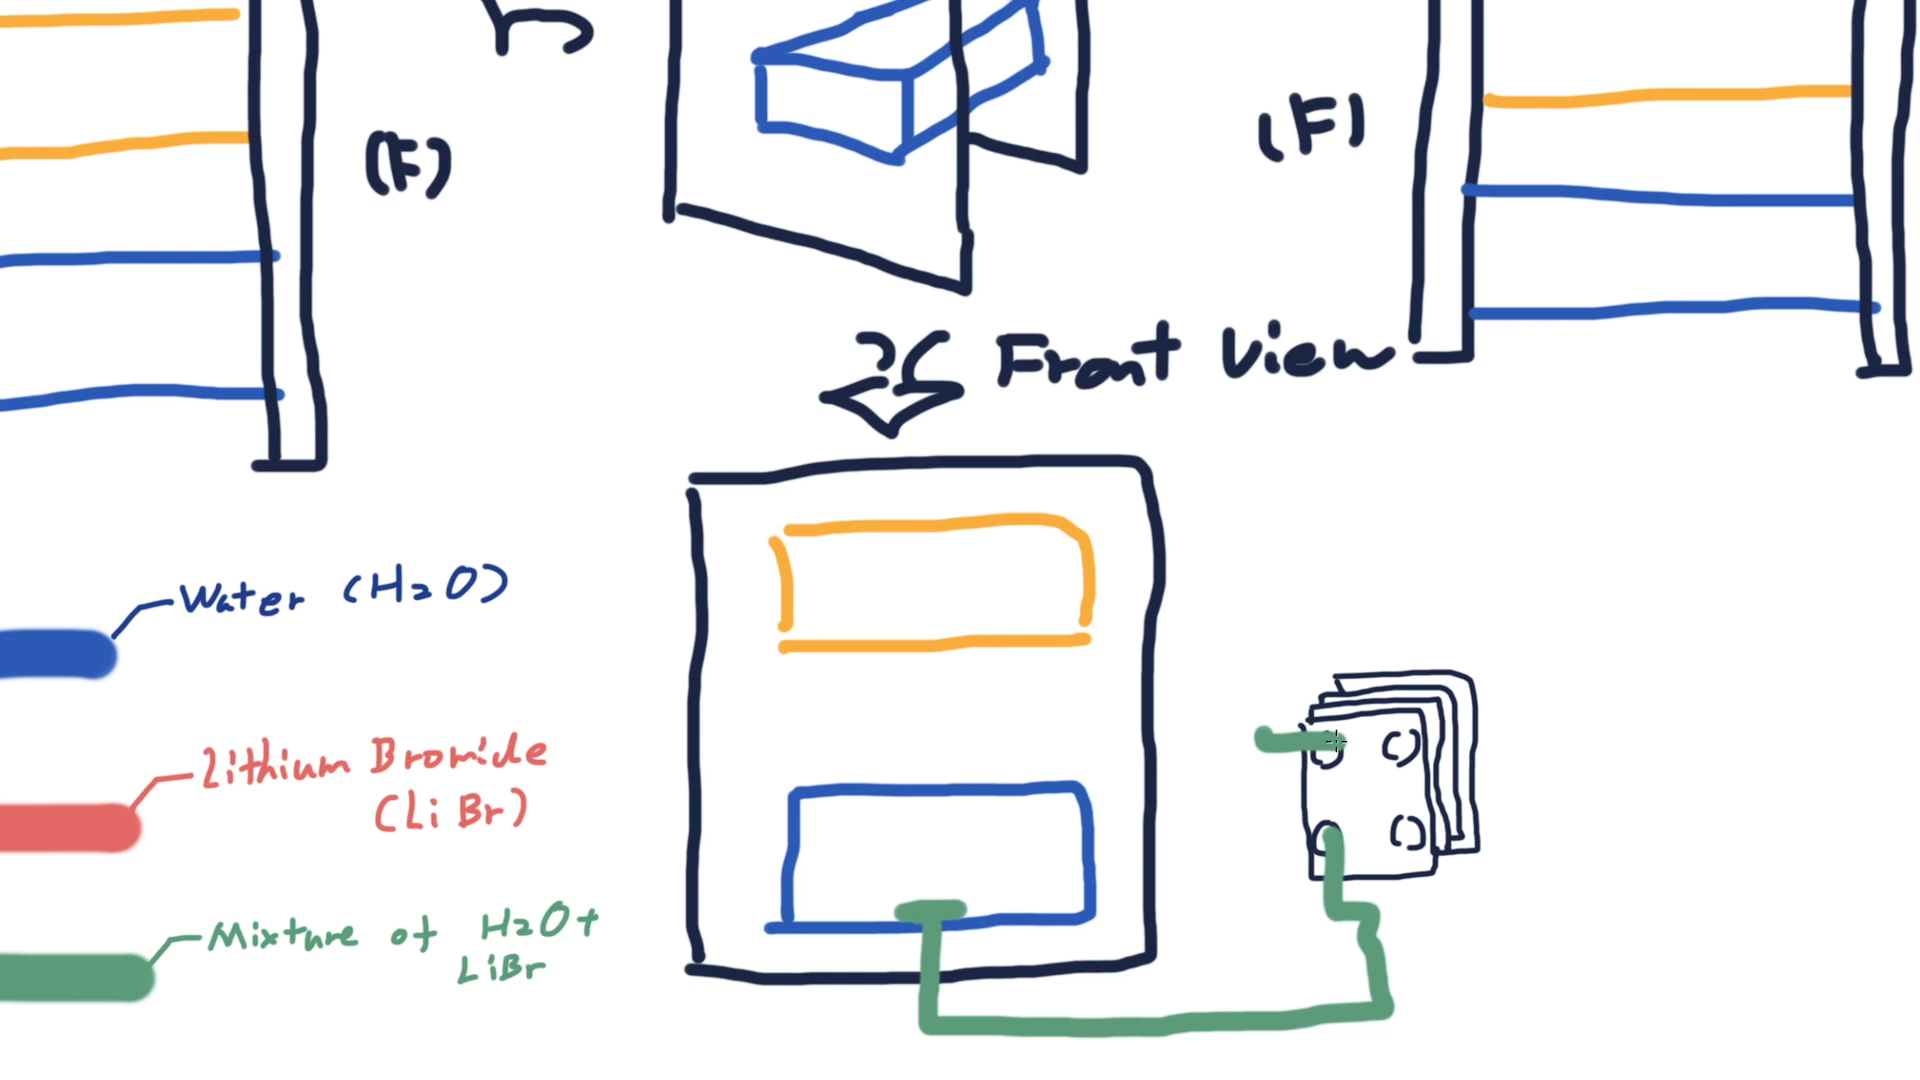 (F)
(F)
Front View
Water (H2O)
Lithium Bromide
(LiBr)
Mixture of H2O+
LiBr